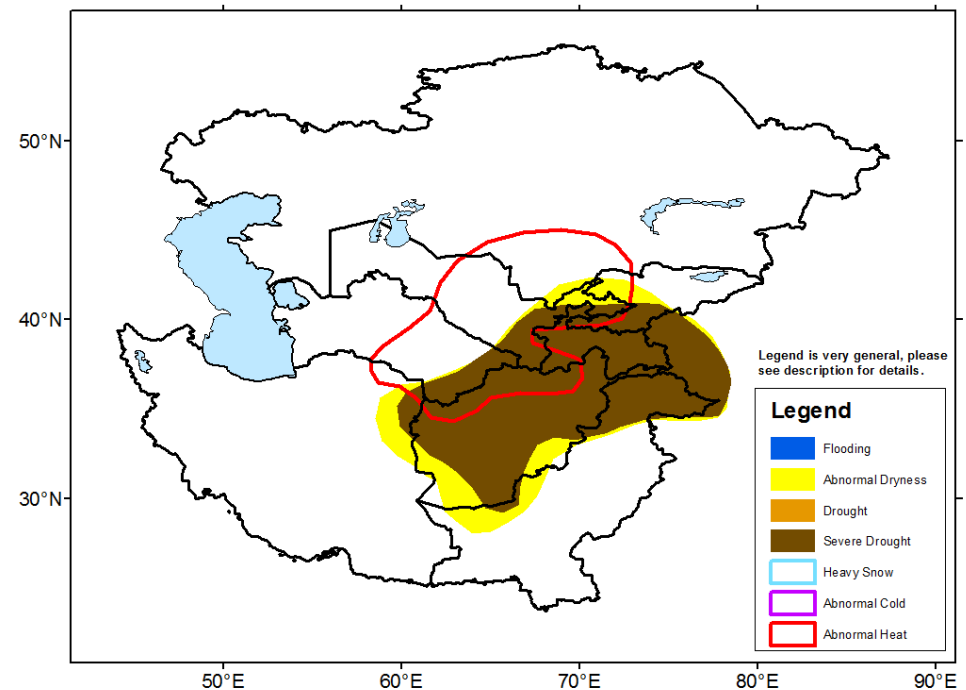 50°N
40°N
30°N
Legend is very general, please
see description for details.
Legend
Flooding
Abnormal Dryness
Drought
Severe Drought
Heavy Snow
Abnormal Cold
Abnormal Heat
50°E
60°E
70°E
80°E
90°E